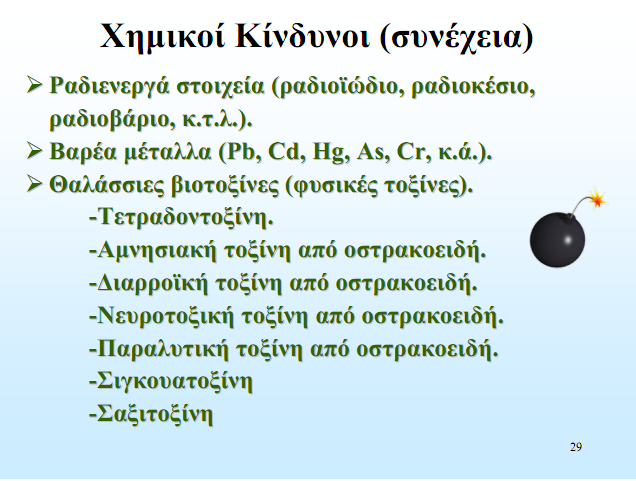 Χημικοί Κίνδυνοι (συνέχεια)
➢ Ραδιενεργά στοιχεία (ραδιοϊώδιο, ραδιοκέσιο,
ραδιοβάριο, κ.τ.λ.).
➢ Βαρέα μέταλλα (Pb, Cd, Hg, As, Cr, κ.ά.).
➢ Θαλάσσιες βιοτοξίνες (φυσικές τοξίνες).
-Τετραδοντοξίνη.
-Αμνησιακή τοξίνη από οστρακοειδή.
-Διαρροϊκή τοξίνη από οστρακοειδή.
-Νευροτοξική τοξίνη από οστρακοειδή.
-Παραλυτική τοξίνη από οστρακοειδή.
-Σιγκουατοξίνη
-Σαξιτοξίνη
29